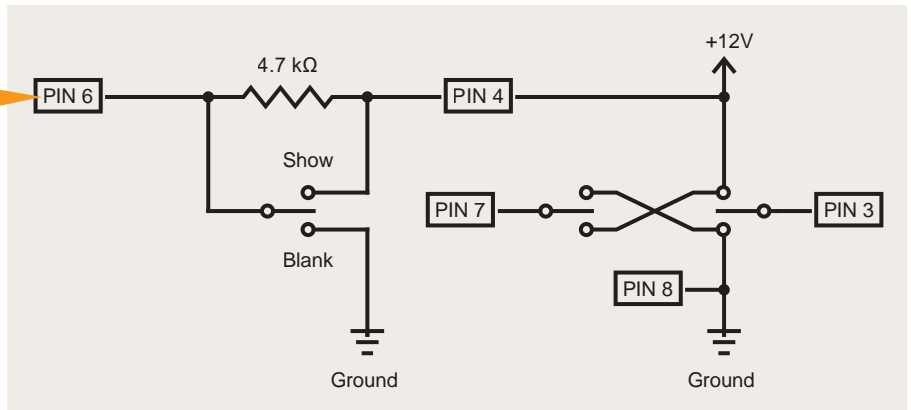 +12V
4.7 kΩ
PIN 6
PIN 4
Show
PIN 7
PIN 3
Blank
PIN 8
Ground
Ground